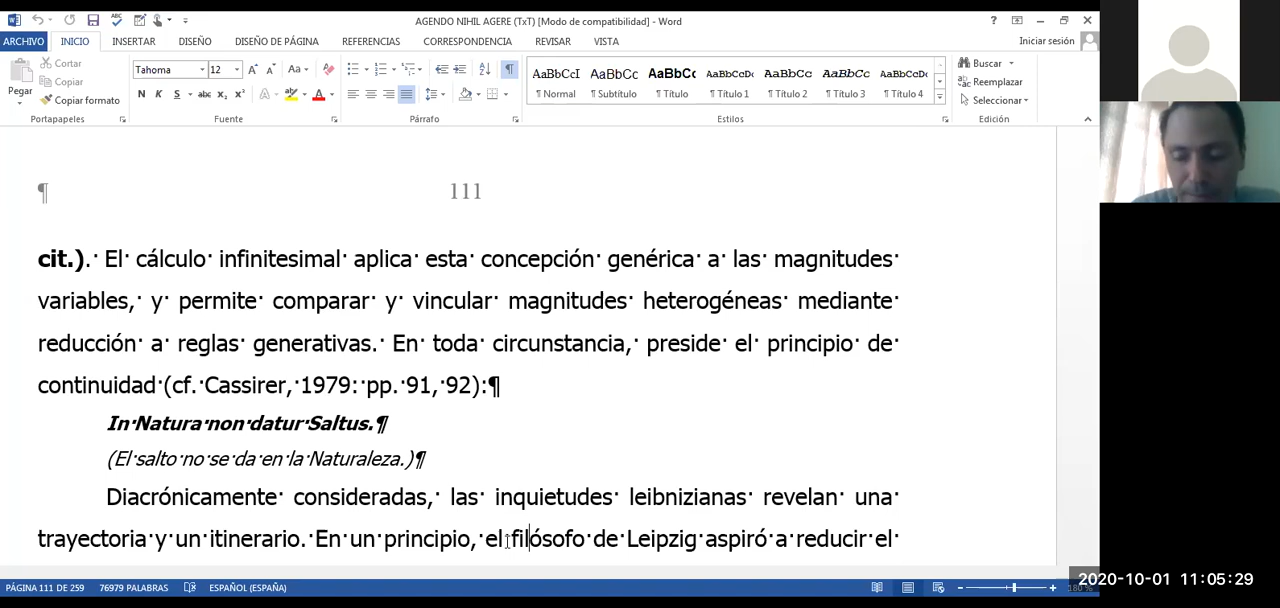 AGENDO NIHIL AGERE (TxT) [Modo de compatibilidad] - Word
ARCHIVO INICIO INSERTAR DISEÑO DISEÑO DE PÁGINA REFERENCIAS CORRESPONDENCIA REVISAR VISTA Iniciar sesión
Pegar
Cortar
Copiar
Copiar formato
Portapapeles
Tahoma 12
Aa
N K S abc x₂ x² A A
Fuente
Párrafo
AaBbCcI AaBbCc AaBbCc AaBbCcDc AaBbCcD AaBbCcD AaBbCcDc
¶ Normal ¶ Subtítulo ¶ Título ¶ Título 1 ¶ Título 2 ¶ Título 3 ¶ Título 4
Estilos
Buscar
Reemplazar
Seleccionar
Edición
¶ 111
cit.).· El· cálculo· infinitesimal· aplica· esta· concepción· genérica· a· las· magnitudes·
variables,· y· permite· comparar· y· vincular· magnitudes· heterogéneas· mediante·
reducción· a· reglas· generativas.· En· toda· circunstancia,· preside· el· principio· de·
continuidad·(cf.·Cassirer,·1979:·pp.·91,·92):¶
In·Natura·non·datur·Saltus.¶
(El·salto·no·se·da·en·la·Naturaleza.)¶
Diacrónicamente· consideradas,· las· inquietudes· leibnizianas· revelan· una·
trayectoria·y·un·itinerario.·En·un·principio,·el·filósofo·de·Leipzig·aspiró·a·reducir·el·
PÁGINA 111 DE 259 76979 PALABRAS ESPAÑOL (ESPAÑA) 180 %
2020-10-01 11:05:29